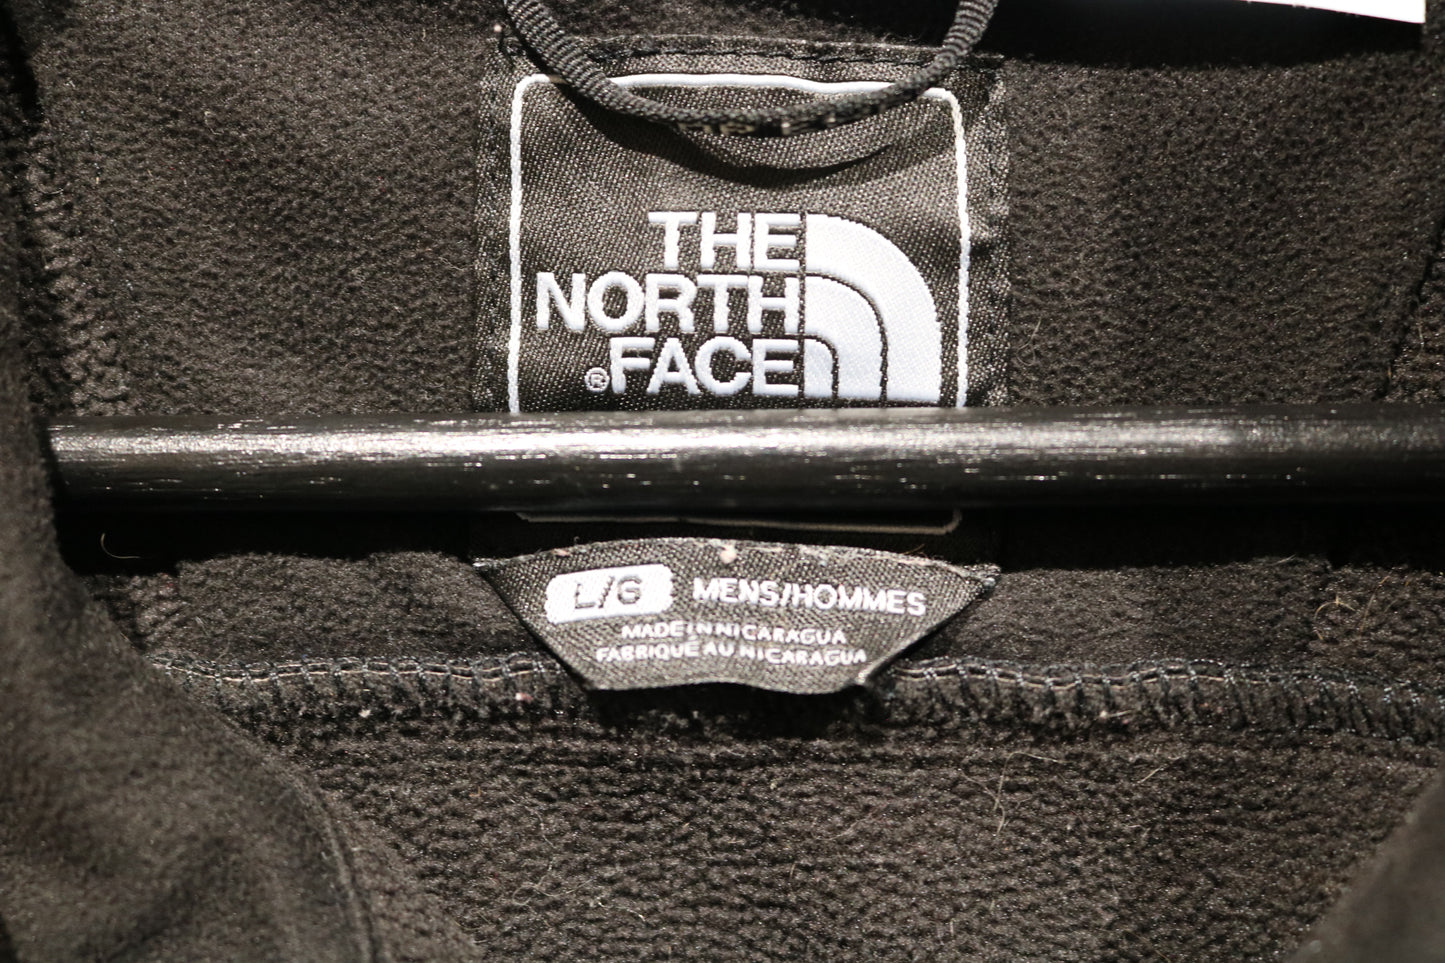 THE
NORTH
®FACE
L/G MENS/HOMMES
MADE IN NICARAGUA
FABRIQUÉ AU NICARAGUA